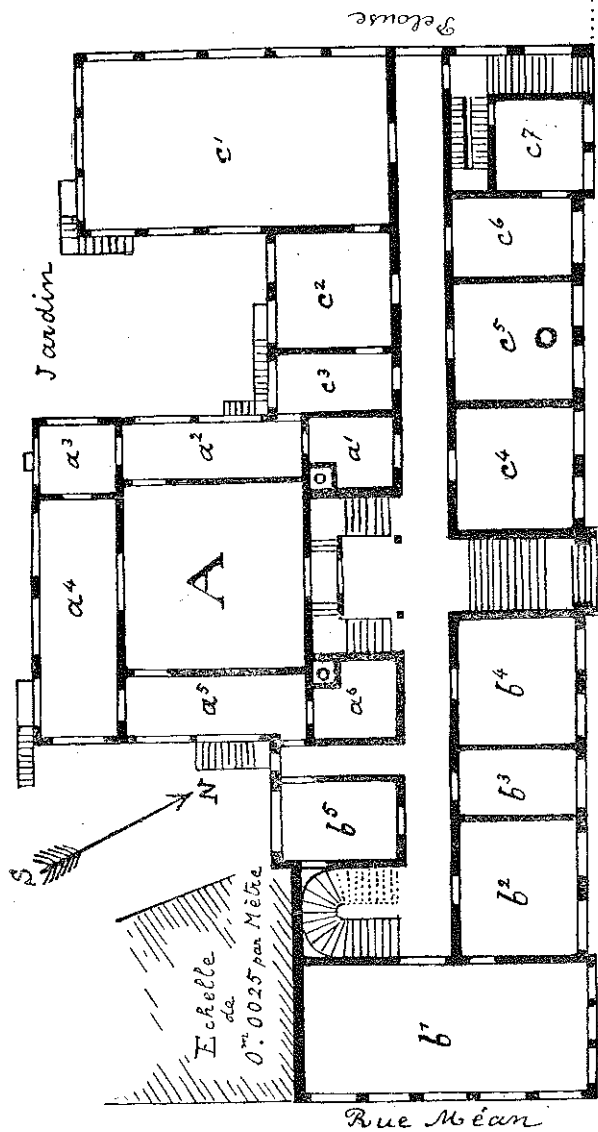 Pelouse
Jardin
c¹
c²
c³
c⁴
c⁵
c⁶
c⁷
a¹
a²
a³
a⁴
a⁵
a⁶
A
b¹
b²
b³
b⁴
b⁵
S
N
Echelle
de
0ᵐ.0025 par Mètre
Rue Méan